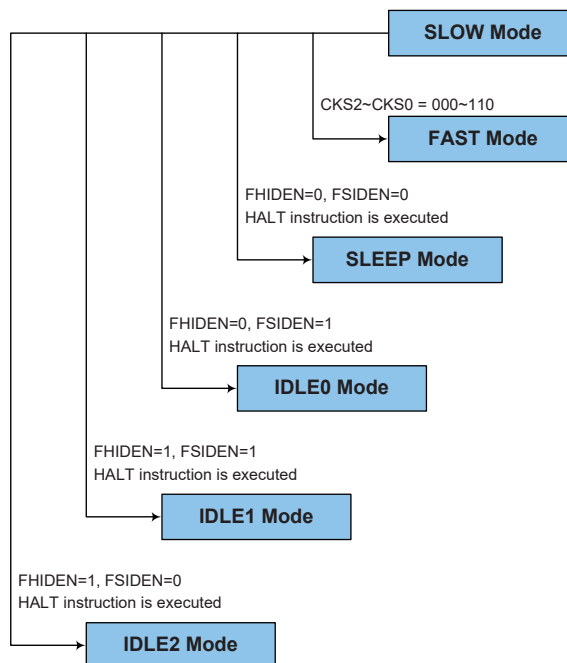 SLOW Mode
CKS2~CKS0 = 000~110
FAST Mode
FHIDEN=0, FSIDEN=0
HALT instruction is executed
SLEEP Mode
FHIDEN=0, FSIDEN=1
HALT instruction is executed
IDLE0 Mode
FHIDEN=1, FSIDEN=1
HALT instruction is executed
IDLE1 Mode
FHIDEN=1, FSIDEN=0
HALT instruction is executed
IDLE2 Mode